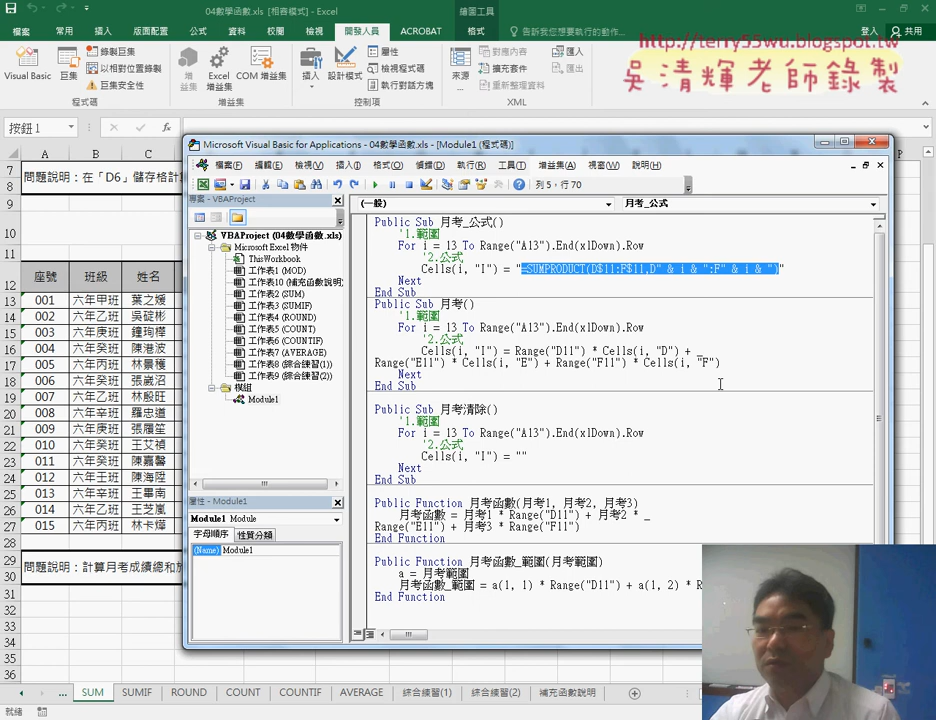 04數學函數.xls [相容模式] - Excel
繪圖工具
檔案 常用 插入 版面配置 公式 資料 校閱 檢視 開發人員 ACROBAT 格式 告訴我您想要執行的動作... 登入 共用
http://terry55wu.blogspot.tw
吳清輝老師錄製
Visual Basic 巨集 錄製巨集 以相對位置錄製 巨集安全性
增益集 Excel 增益集 COM 增益集 插入 設計模式 屬性 檢視程式碼 執行對話方塊
來源 對應內容 擴充套件 重新整理資料 匯入 匯出
程式碼 增益集 控制項 XML
按鈕 1
A B C
7
8
問題說明：在「D6」儲存格計
9
10
11
12 座號 班級 姓名
13 001 六年甲班 葉之媛
14 002 六年乙班 吳碇彬
15 003 六年庚班 鐘珣樺
16 004 六年癸班 陳港波
17 005 六年丙班 林景穫
18 006 六年癸班 張崴沼
19 007 六年乙班 林殷旺
20 008 六年辛班 羅忠道
21 009 六年庚班 張履笙
22 010 六年癸班 王艾禎
23 011 六年癸班 陳嘉馨
24 012 六年壬班 陳海陞
25 013 六年辛班 王畢南
26 014 六年乙班 王芝嵐
27 015 六年丙班 林卡燁
28
29
30
問題說明：計算月考成績總和於
31
32
33
34
35
36
... SUM SUMIF ROUND COUNT COUNTIF AVERAGE 綜合練習(1) 綜合練習(2) 補充函數說明
就緒
Microsoft Visual Basic for Applications - 04數學函數.xls - [Module1 (程式碼)]
檔案(F) 編輯(E) 檢視(V) 插入(I) 格式(O) 偵錯(D) 執行(R) 工具(T) 增益集(A) 視窗(W) 說明(H)
列 5，行 70
專案 - VBAProject
VBAProject (04數學函數.xls)
Microsoft Excel 物件
ThisWorkbook
工作表1 (MOD)
工作表10 (補充函數說明)
工作表2 (SUM)
工作表3 (SUMIF)
工作表4 (ROUND)
工作表5 (COUNT)
工作表6 (COUNTIF)
工作表7 (AVERAGE)
工作表8 (綜合練習(1))
工作表9 (綜合練習(2))
模組
Module1
屬性 - Module1
Module1 Module
字母順序 性質分類
(Name) Module1
(一般) 月考_公式
Public Sub 月考_公式()
'1.範圍
For i = 13 To Range("A13").End(xlDown).Row
'2.公式
Cells(i, "I") = "=SUMPRODUCT(D$11:F$11,D" & i & ":F" & i & ")"
Next
End Sub
Public Sub 月考()
'1.範圍
For i = 13 To Range("A13").End(xlDown).Row
'2.公式
Cells(i, "I") = Range("D11") * Cells(i, "D") + _
Range("E11") * Cells(i, "E") + Range("F11") * Cells(i, "F")
Next
End Sub
Public Sub 月考清除()
'1.範圍
For i = 13 To Range("A13").End(xlDown).Row
'2.公式
Cells(i, "I") = ""
Next
End Sub
Public Function 月考函數(月考1, 月考2, 月考3)
月考函數 = 月考1 * Range("D11") + 月考2 * _
Range("E11") + 月考3 * Range("F11")
End Function
Public Function 月考函數_範圍(月考範圍)
a = 月考範圍
月考函數_範圍 = a(1, 1) * Range("D11") + a(1, 2) * R
End Function